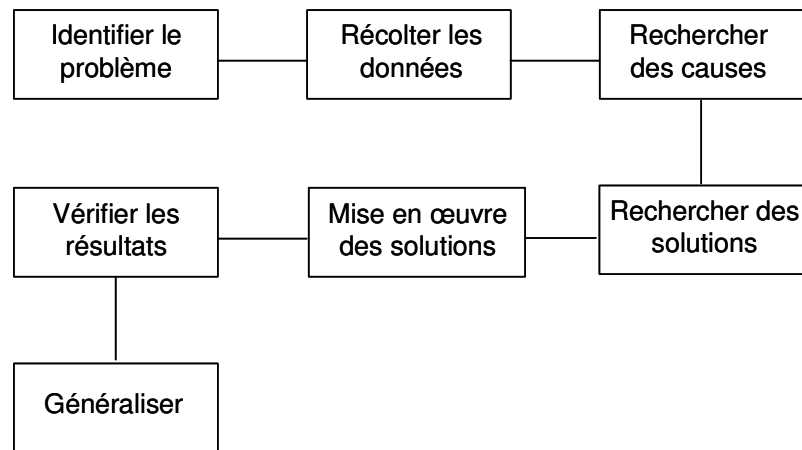 Identifier le
problème
Récolter les
données
Rechercher
des causes
Rechercher des
solutions
Mise en œuvre
des solutions
Vérifier les
résultats
Généraliser